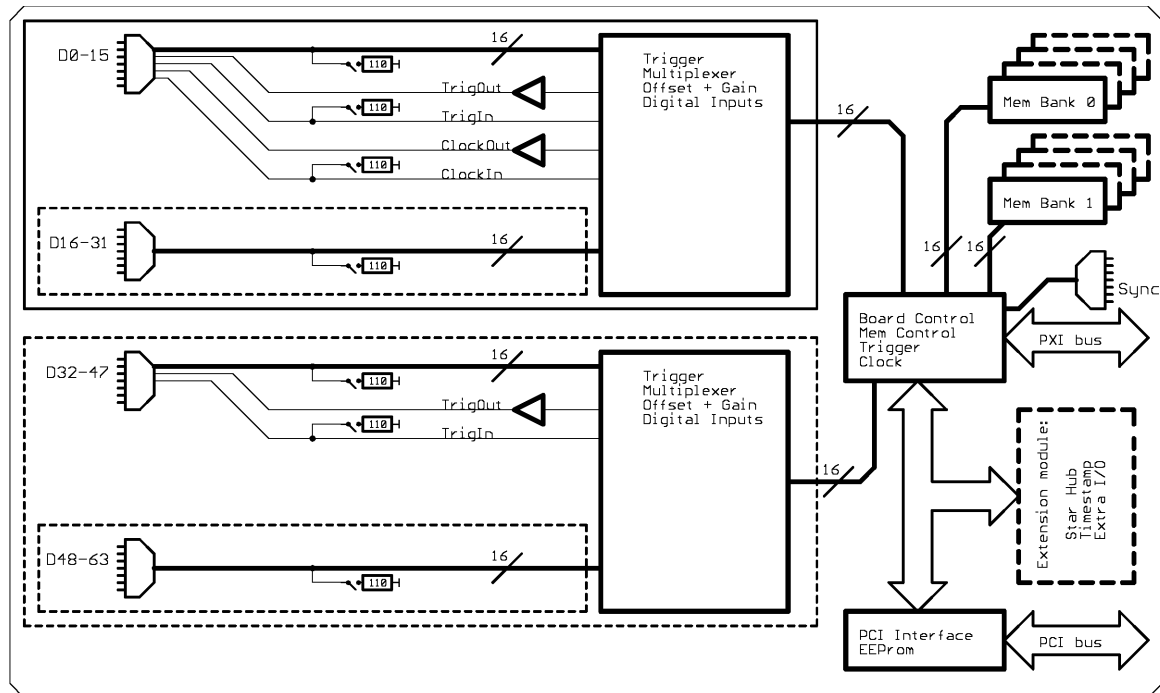 D0-15
16
110
TrigOut
110
TrigIn
ClockOut
110
ClockIn
D16-31
16
110
Trigger
Multiplexer
Offset + Gain
Digital Inputs
16
Mem Bank 0
Mem Bank 1
16
16
Sync
Board Control
Mem Control
Trigger
Clock
PXI bus
D32-47
16
110
TrigOut
110
TrigIn
D48-63
16
110
Trigger
Multiplexer
Offset + Gain
Digital Inputs
16
Extension module:
Star Hub
Timestamp
Extra I/O
PCI Interface
EEProm
PCI bus